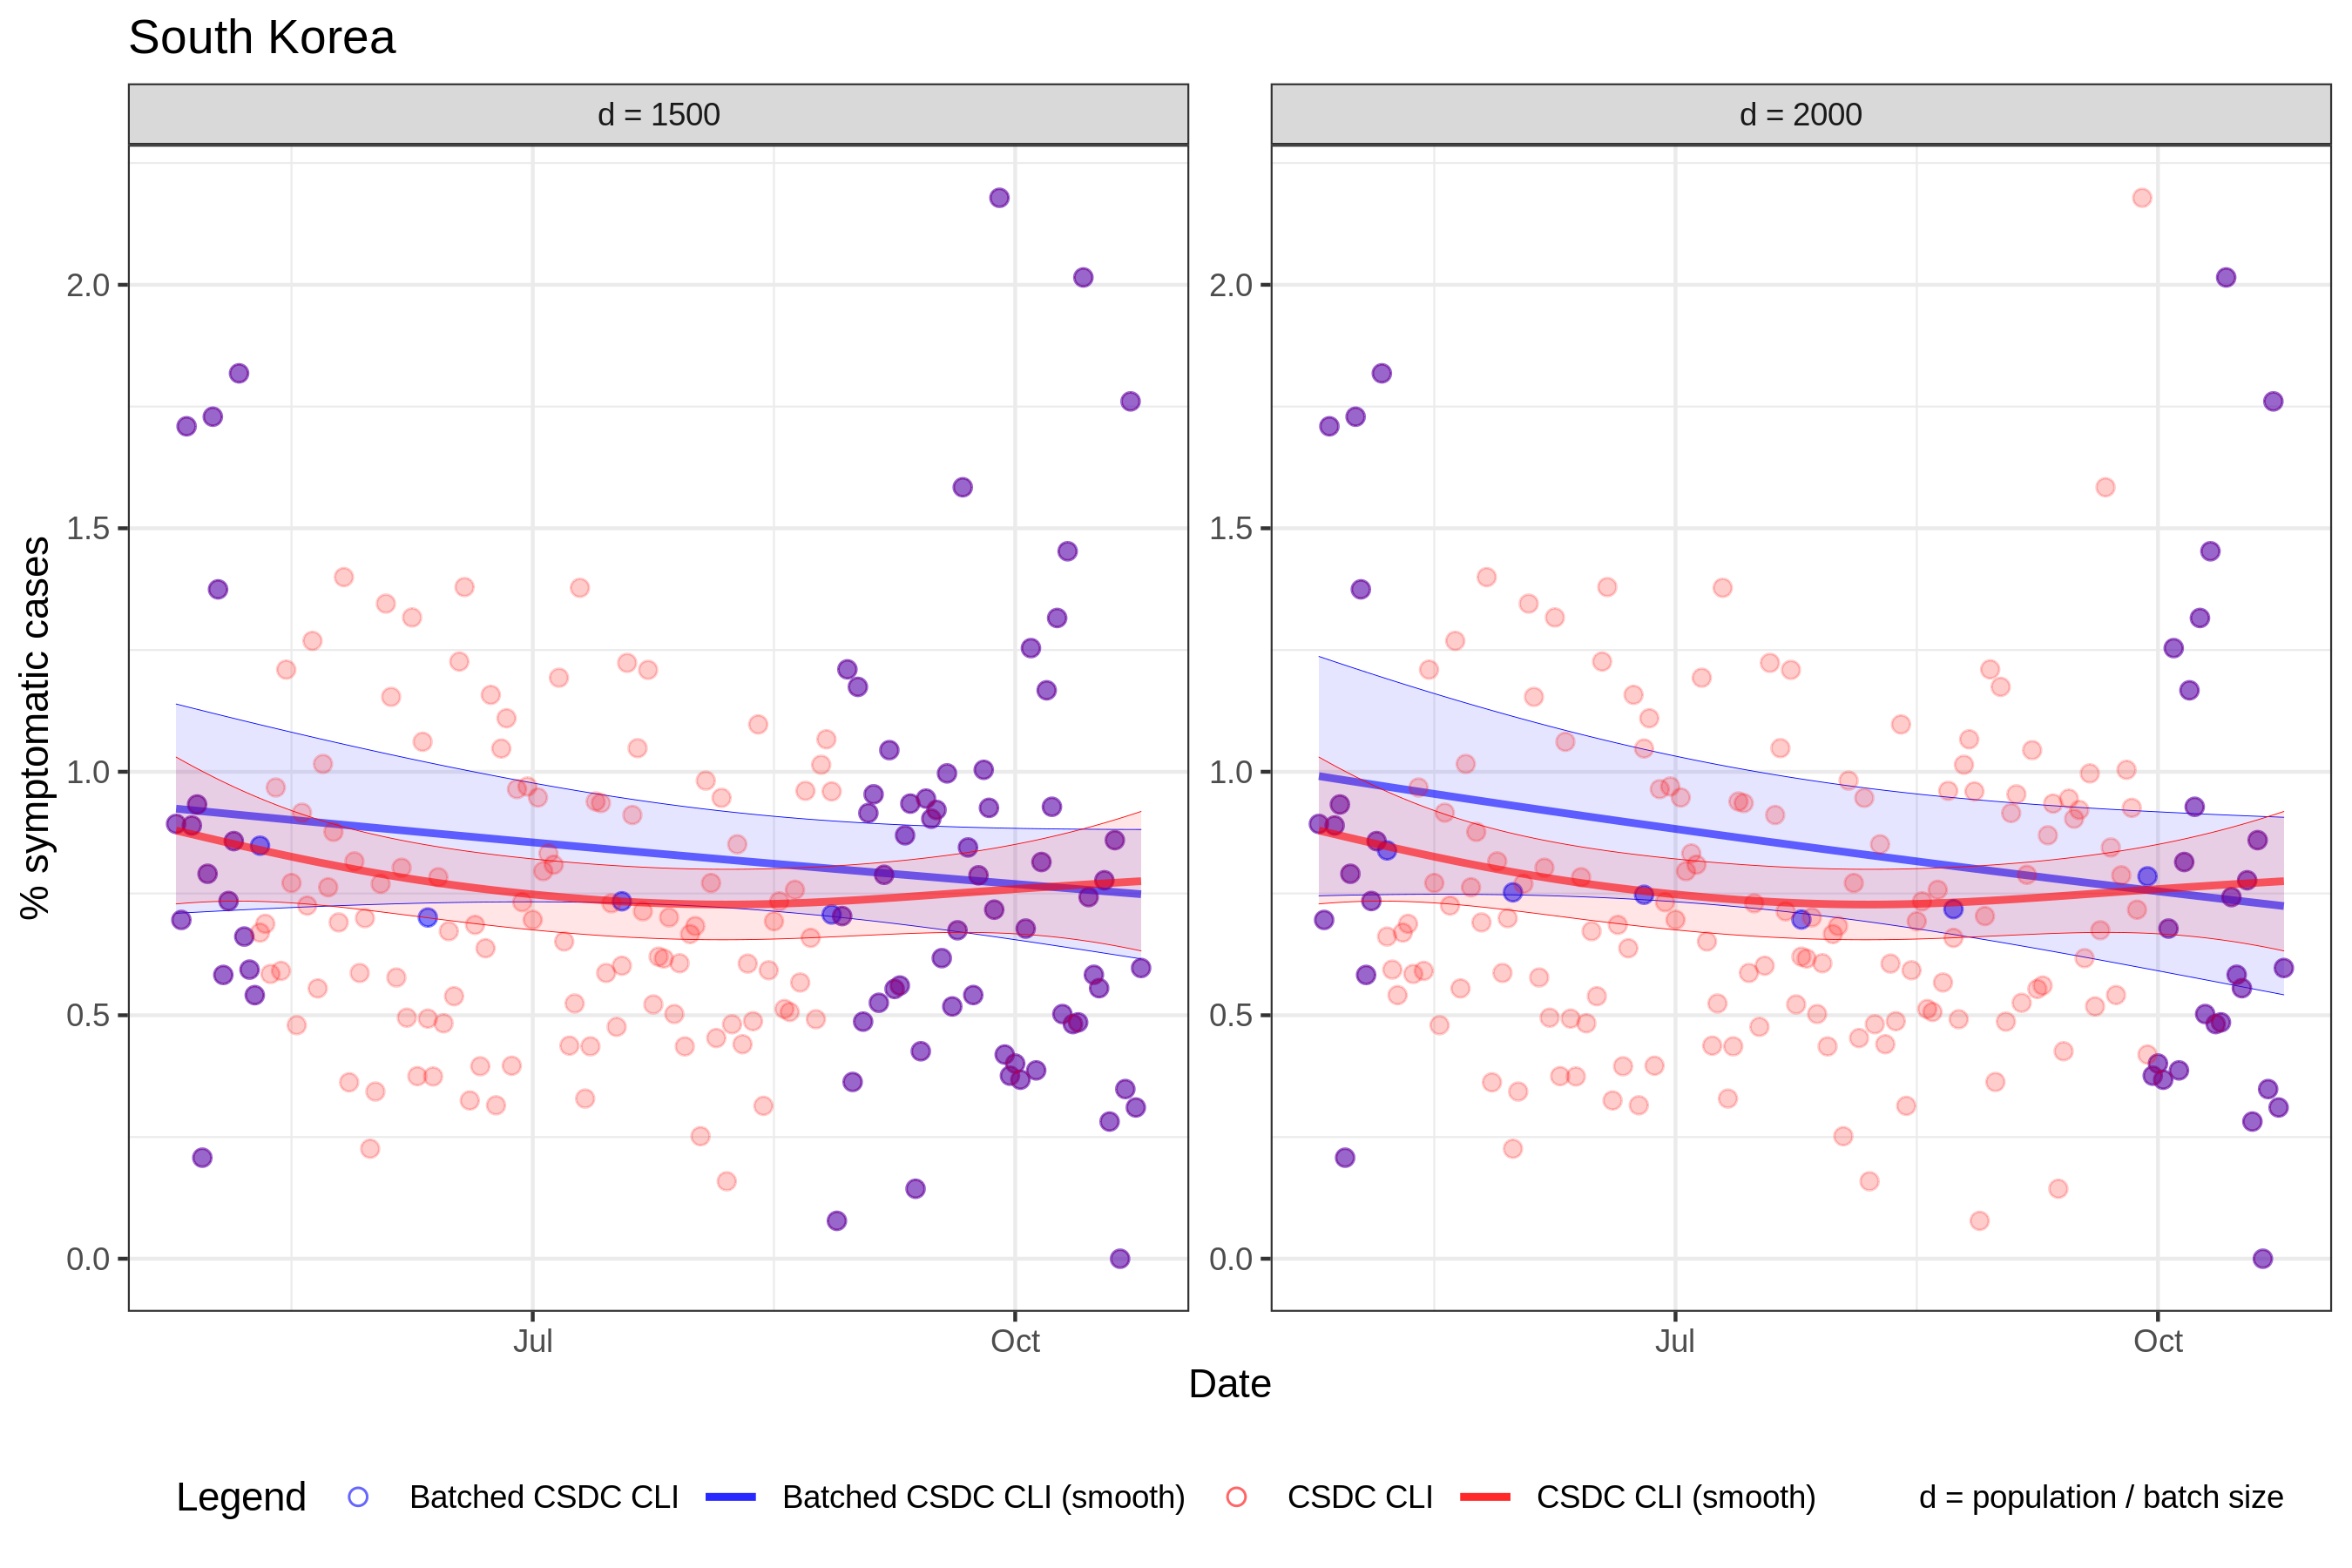 South Korea
d = 1500
d = 2000
% symptomatic cases
2.0
1.5
1.0
0.5
0.0
2.0
1.5
1.0
0.5
0.0
Jul
Oct
Jul
Oct
Date
Legend
Batched CSDC CLI
Batched CSDC CLI (smooth)
CSDC CLI
CSDC CLI (smooth)
d = population / batch size